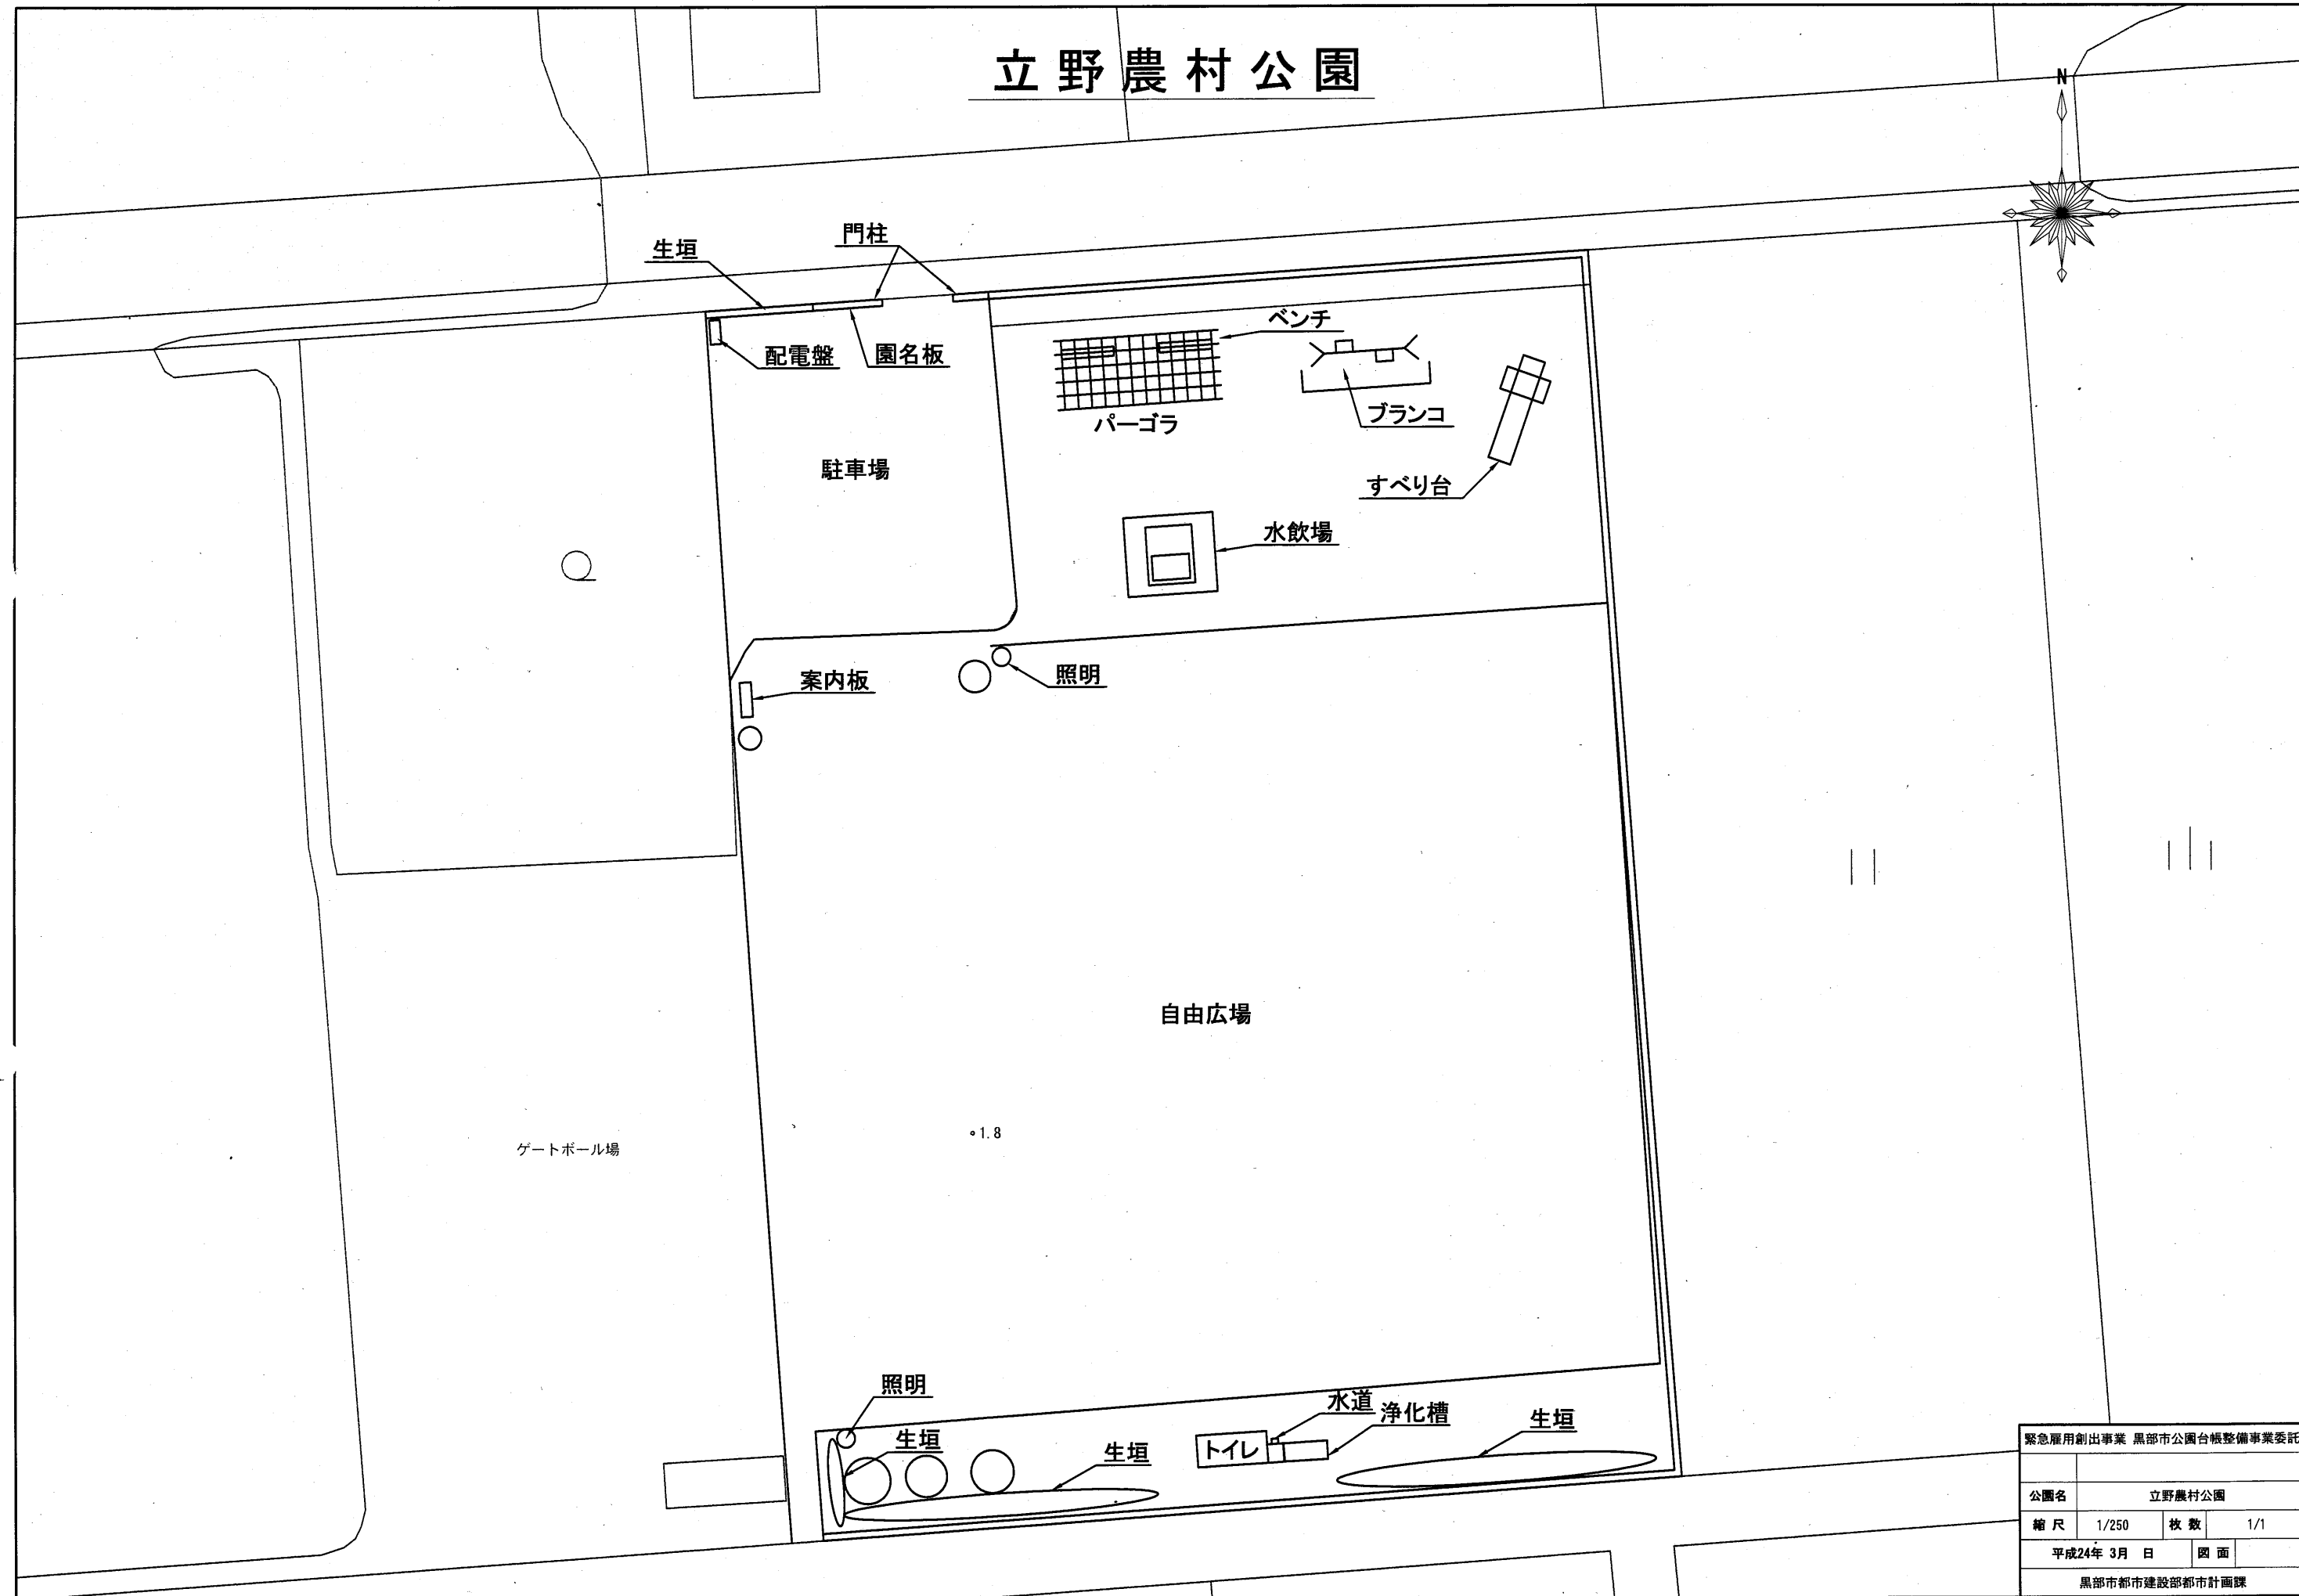 立野農村公園
N
生垣
門柱
配電盤
園名板
ベンチ
パーゴラ
ブランコ
すべり台
駐車場
水飲場
案内板
照明
自由広場
1.8
ゲートボール場
照明
生垣
生垣
トイレ
水道
浄化槽
生垣
緊急雇用創出事業 黒部市公園台帳整備事業委託
公園名 立野農村公園
縮尺 1/250 枚数 1/1
平成24年 3月 日 図面
黒部市都市建設部都市計画課